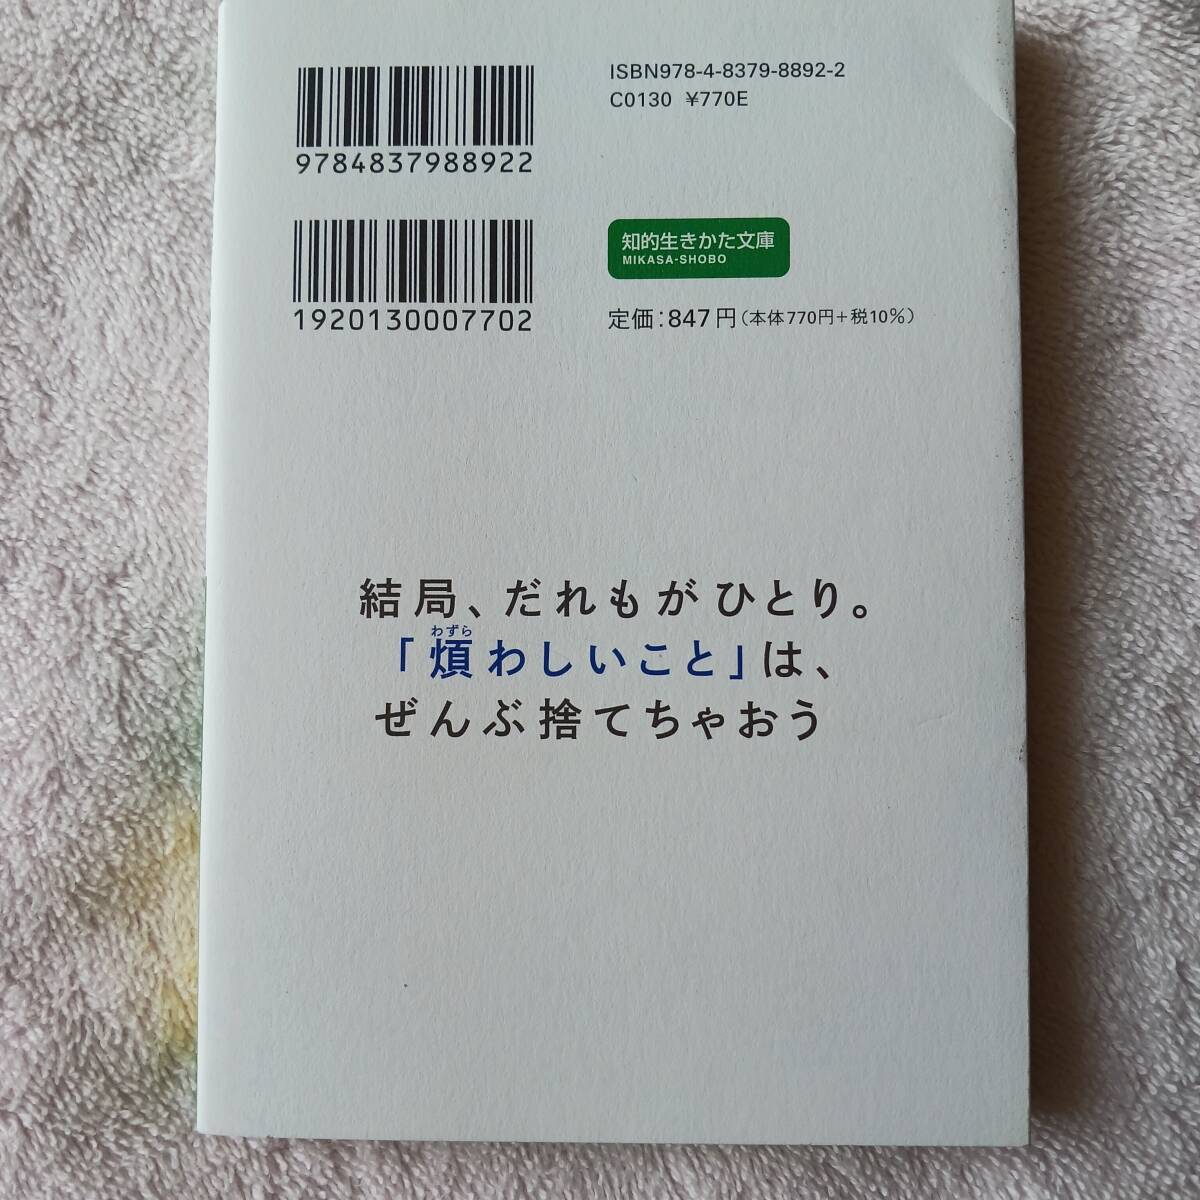 9784837988922
ISBN978-4-8379-8892-2
C0130 ¥770E
1920130007702
知的生きかた文庫
MIKASA-SHOBO
定価：847円（本体770円＋税10%）
結局、だれもがひとり。
わずら
「煩わしいこと」は、
ぜんぶ捨てちゃおう